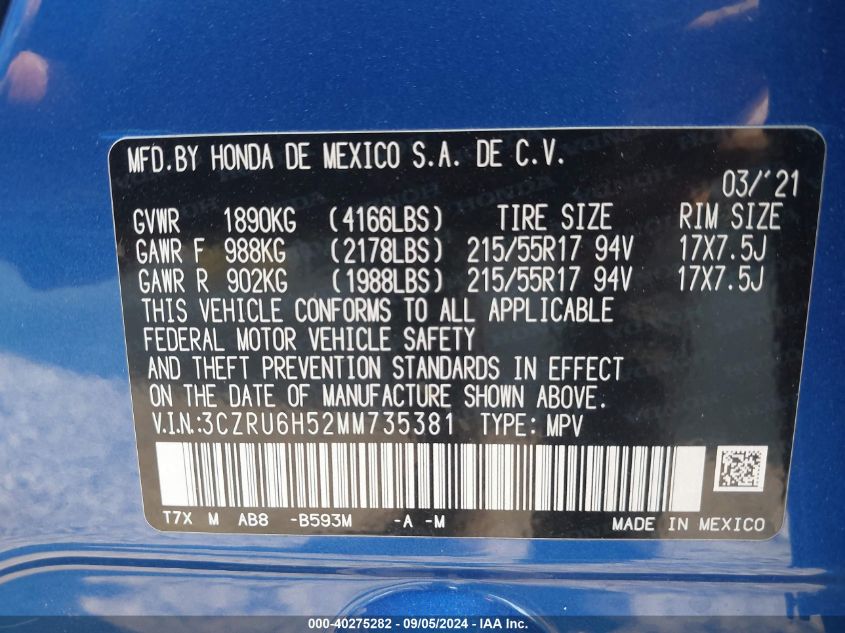 MFD.BY HONDA DE MEXICO S.A. DE C.V.
03/'21
GVWR 1890KG (4166LBS) TIRE SIZE RIM SIZE
GAWR F 988KG (2178LBS) 215/55R17 94V 17X7.5J
GAWR R 902KG (1988LBS) 215/55R17 94V 17X7.5J
THIS VEHICLE CONFORMS TO ALL APPLICABLE
FEDERAL MOTOR VEHICLE SAFETY
AND THEFT PREVENTION STANDARDS IN EFFECT
ON THE DATE OF MANUFACTURE SHOWN ABOVE.
V.I.N.:3CZRU6H52MM735381 TYPE: MPV
T7X M AB8 -B593M -A -M MADE IN MEXICO
000-40275282 - 09/05/2024 - IAA